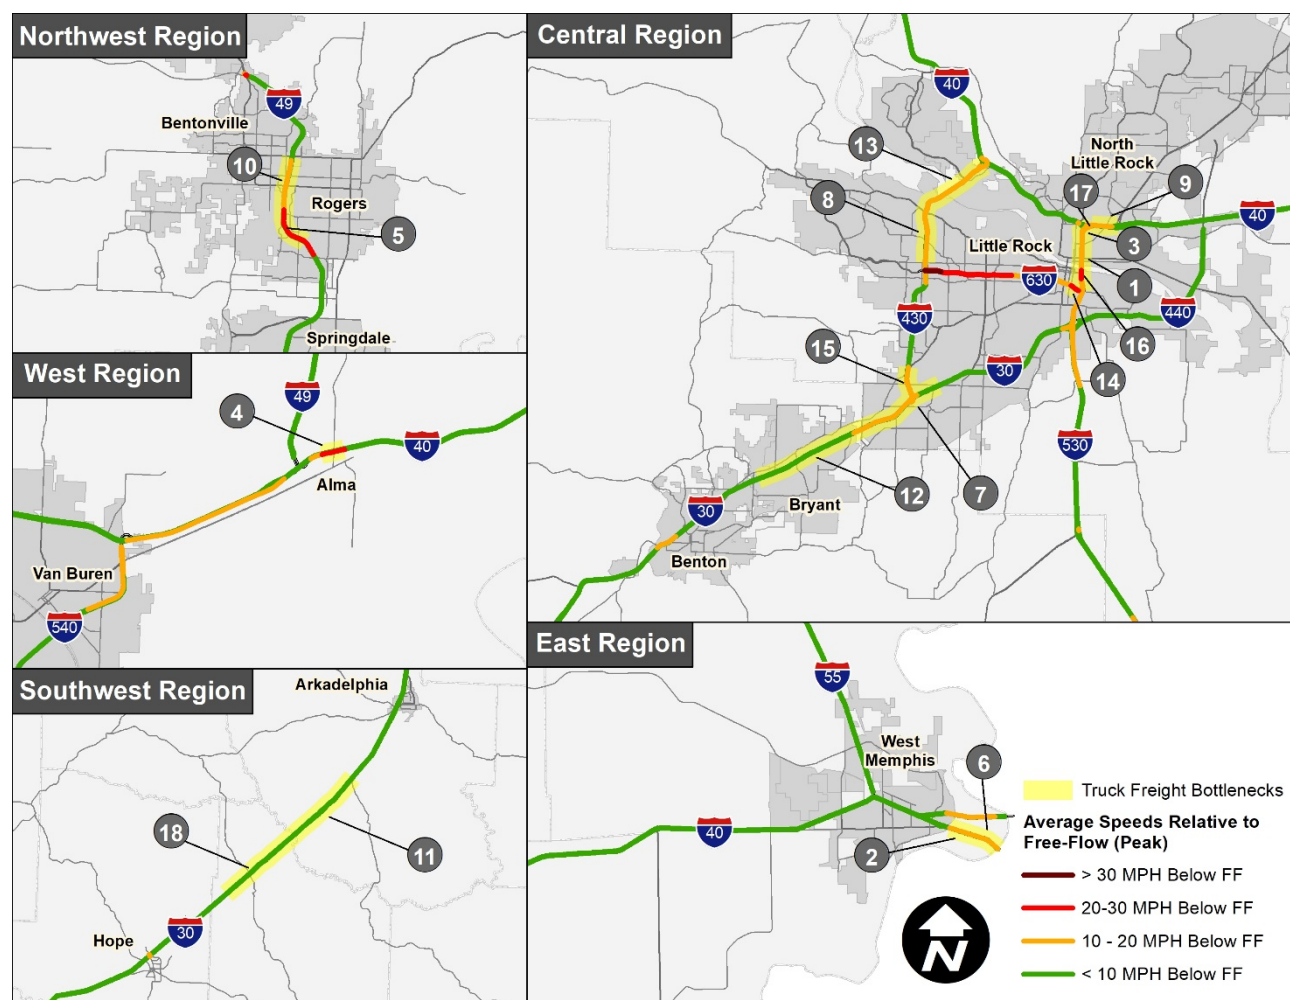 Northwest Region
49
Bentonville
10
Rogers
5
Springdale
West Region
49
4
40
Alma
Van Buren
540
Southwest Region
Arkadelphia
18
11
30
Hope
Central Region
40
13
North
Little Rock
17
9
8
40
Little Rock
3
630
1
430
440
15
16
30
14
530
12
7
Bryant
30
Benton
East Region
55
West
Memphis
6
40
2
Truck Freight Bottlenecks
Average Speeds Relative to
Free-Flow (Peak)
> 30 MPH Below FF
20-30 MPH Below FF
10 - 20 MPH Below FF
< 10 MPH Below FF
N